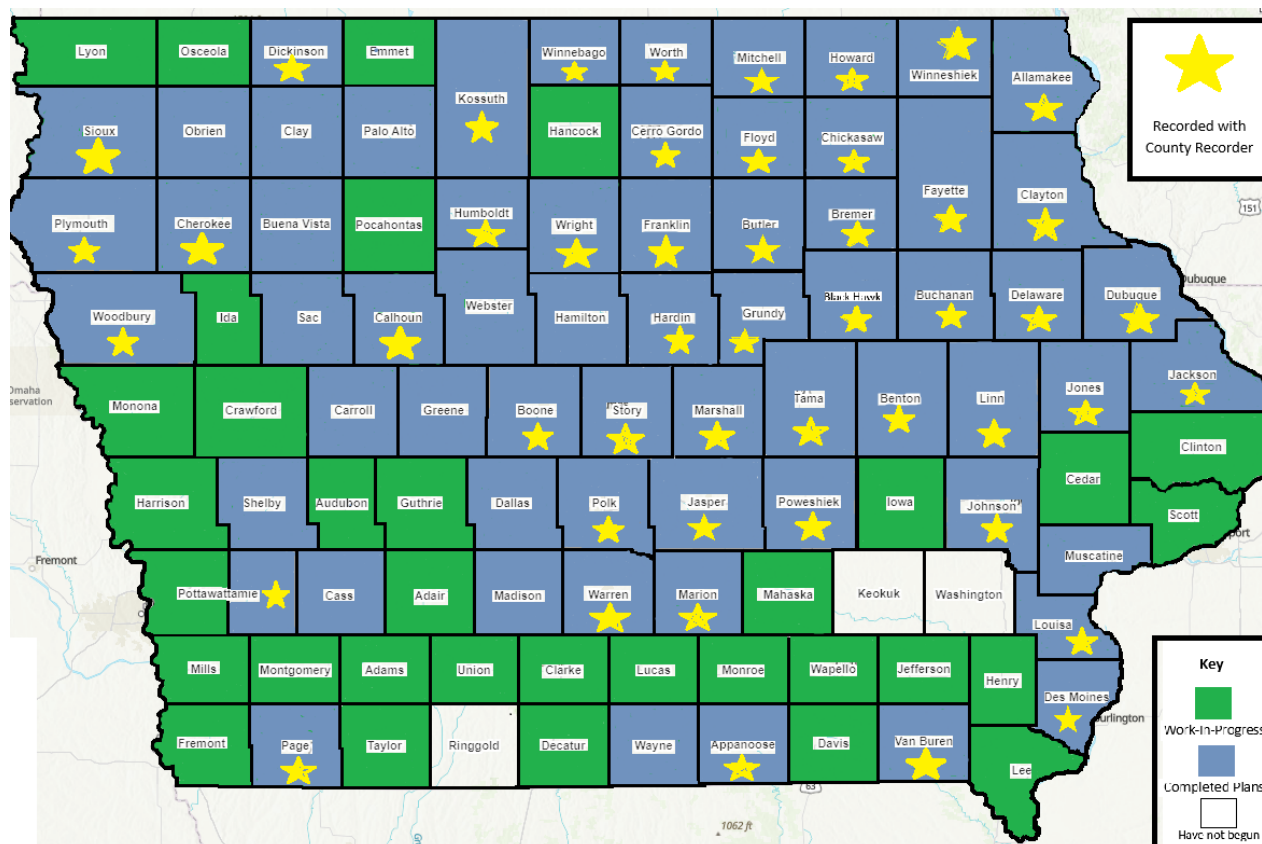 Lyon
Osceola
Dickinson
Emmet
Winnebago
Worth
Mitchell
Howard
Winneshiek
Allamakee
Kossuth
Sioux
Obrien
Clay
Palo Alto
Hancock
Cerro Gordo
Floyd
Chickasaw
Recorded with
County Recorder
Plymouth
Cherokee
Buena Vista
Pocahontas
Humboldt
Wright
Franklin
Butler
Bremer
Fayette
Clayton
151
Woodbury
Ida
Sac
Calhoun
Webster
Hamilton
Hardin
Grundy
Black Hawk
Buchanan
Delaware
Dubuque
Dubuque
Omaha
servation
Monona
Crawford
Carroll
Greene
Boone
Story
Marshall
Tama
Benton
Linn
Jones
Jackson
Clinton
Harrison
Shelby
Audubon
Guthrie
Dallas
Polk
Jasper
Poweshiek
Iowa
Johnson
Cedar
Scott
port
Fremont
Pottawattamie
Cass
Adair
Madison
Warren
Marion
Mahaska
Keokuk
Washington
Muscatine
Louisa
Mills
Montgomery
Adams
Union
Clarke
Lucas
Monroe
Wapello
Jefferson
Henry
Des Moines
urlington
Fremont
Page
Taylor
Ringgold
Decatur
Wayne
Appanoose
Davis
Van Buren
Lee
63
1062 ft
Key
Work-In-Progress
Completed Plans
Have not begun